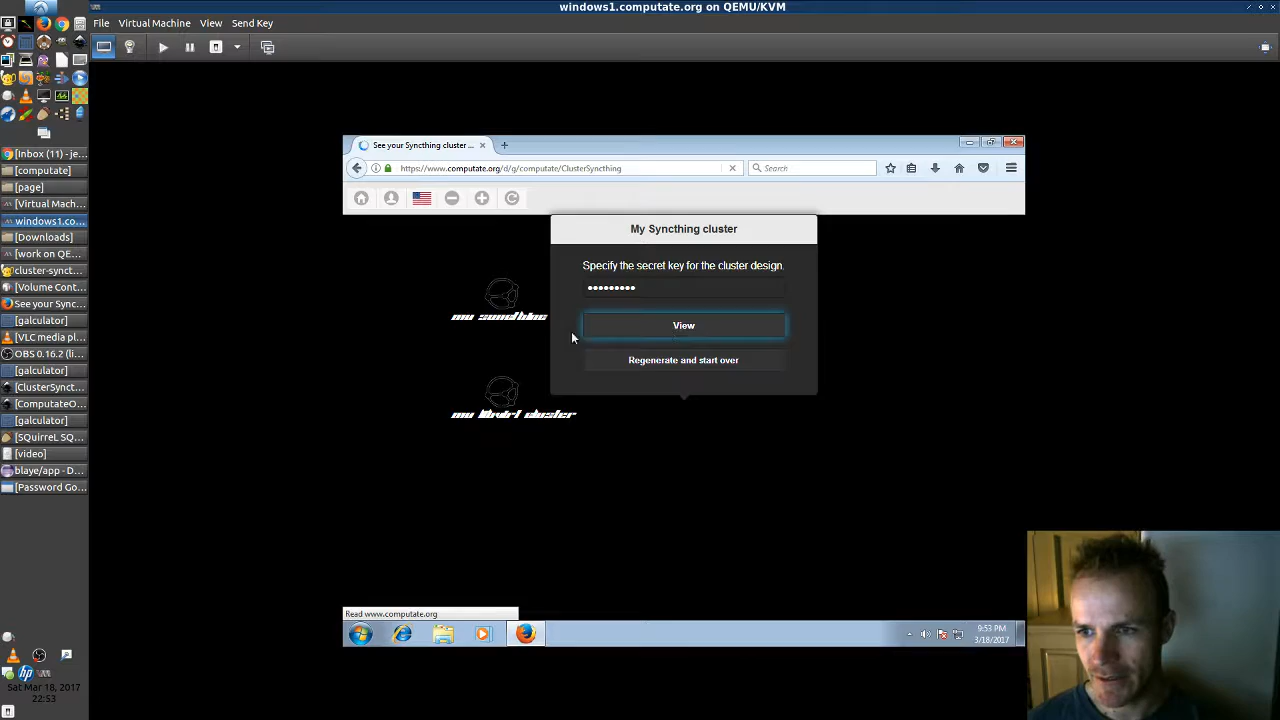 windows1.computate.org on QEMU/KVM
File Virtual Machine View Send Key
[Inbox (11) - je...
[computate]
[page]
[Virtual Mach...
windows1.co...
[Downloads]
[work on QE...
cluster-synct...
[Volume Cont...
See your Sync...
[galculator]
[VLC media pl...
OBS 0.16.2 (li...
[galculator]
[ClusterSynct...
[ComputateO...
[galculator]
[SQuirreL SQ...
[video]
blaye/app - D...
[Password Go...
Sat Mar 18, 2017
22:53
See your Syncthing cluster ...
https://www.computate.org/d/g/computate/ClusterSyncthing
Search
My Syncthing cluster
Specify the secret key for the cluster design.
View
Regenerate and start over
my libvirt cluster
Read www.computate.org
9:53 PM
3/18/2017